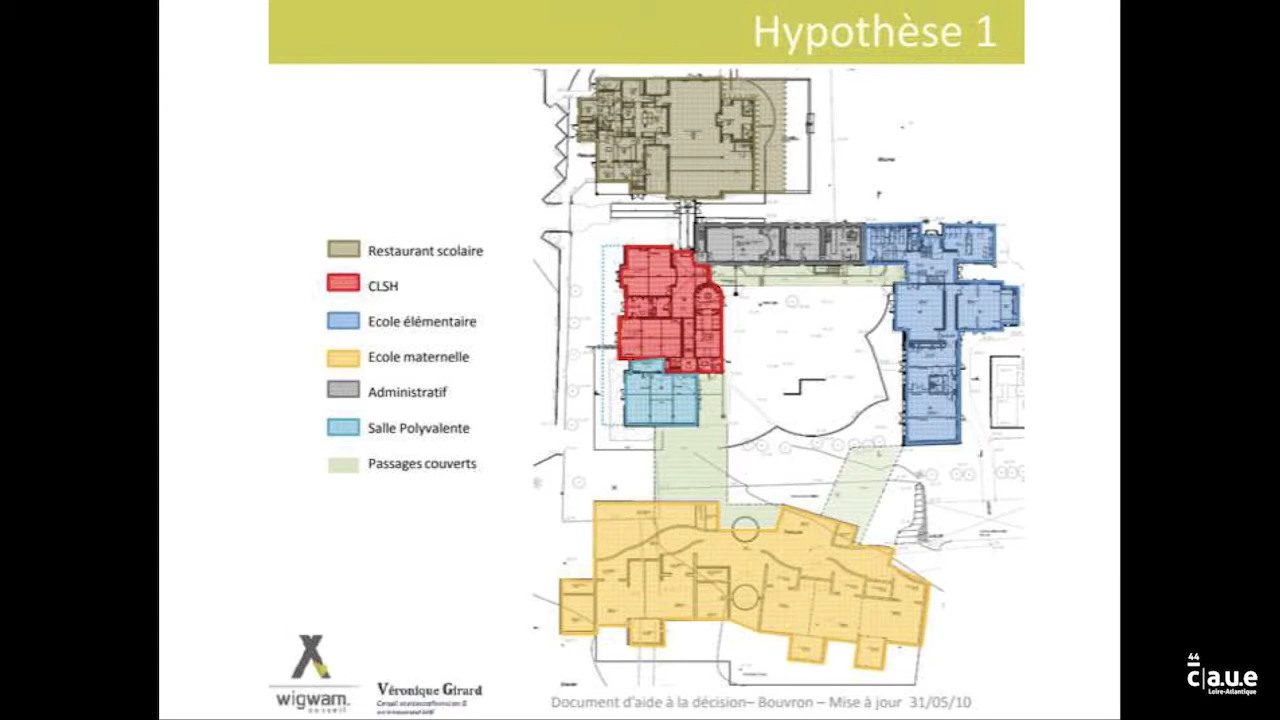 Hypothèse 1
Restaurant scolaire
CLSH
Ecole élémentaire
Ecole maternelle
Administratif
Salle Polyvalente
Passages couverts
wigwam.
conseil
Véronique Girard
Document d'aide à la décision– Bouvron – Mise à jour 31/05/10
44
c|a.u.e
Loire-Atlantique